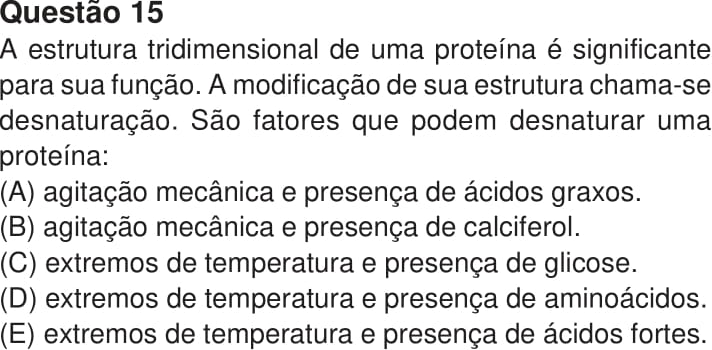 Questão 15
A estrutura tridimensional de uma proteína é significante
para sua função. A modificação de sua estrutura chama-se
desnaturação. São fatores que podem desnaturar uma
proteína:
(A) agitação mecânica e presença de ácidos graxos.
(B) agitação mecânica e presença de calciferol.
(C) extremos de temperatura e presença de glicose.
(D) extremos de temperatura e presença de aminoácidos.
(E) extremos de temperatura e presença de ácidos fortes.